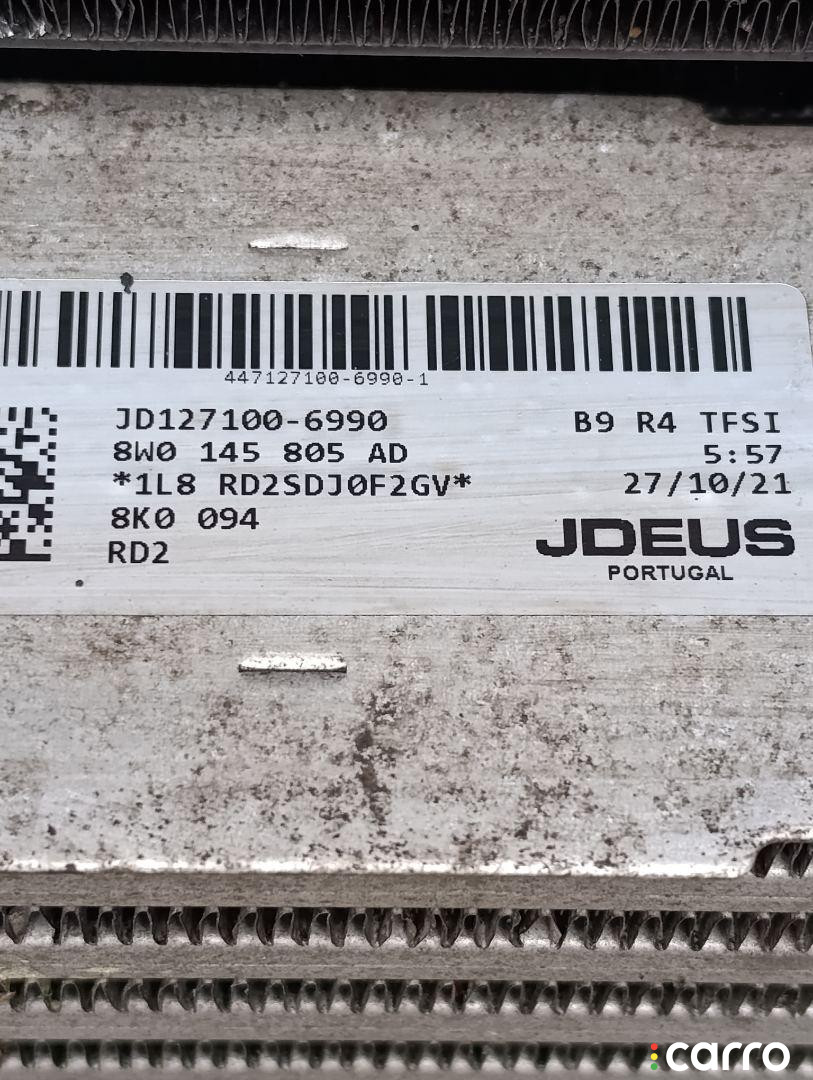 447127100-6990-1
JD127100-6990
8W0 145 805 AD
*1L8 RD2SDJ0F2GV*
8K0 094
RD2
B9 R4 TFSI
5:57
27/10/21
JDEUS
PORTUGAL
carro